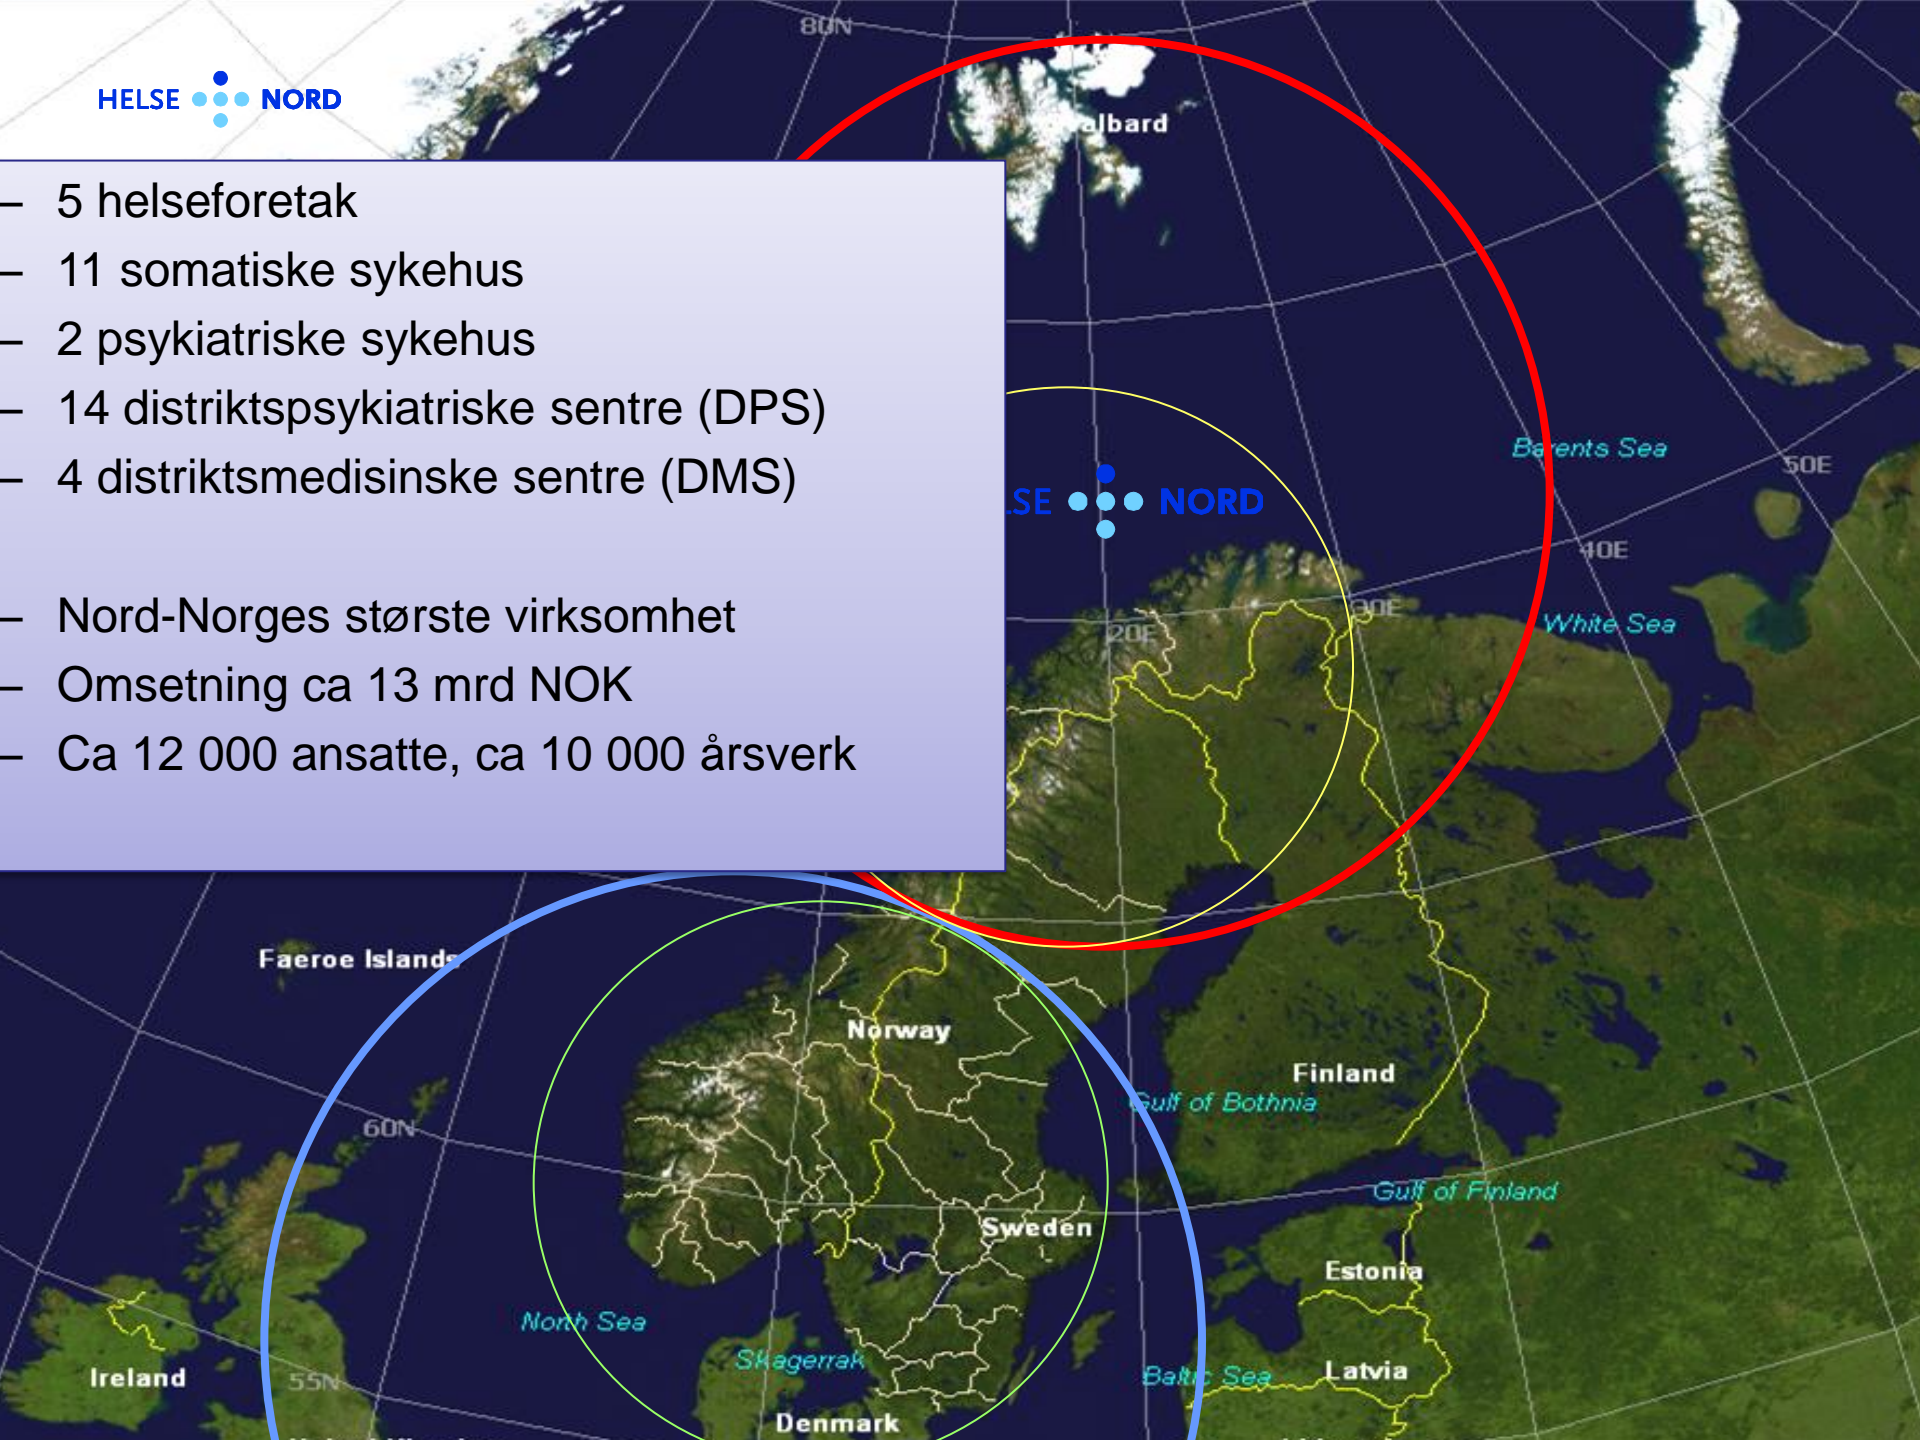 80N
HELSE NORD
albard
– 5 helseforetak
– 11 somatiske sykehus
– 2 psykiatriske sykehus
– 14 distriktspsykiatriske sentre (DPS)
– 4 distriktsmedisinske sentre (DMS)
– Nord-Norges største virksomhet
– Omsetning ca 13 mrd NOK
– Ca 12 000 ansatte, ca 10 000 årsverk
Barents Sea
50E
LSE NORD
40E
30E
White Sea
20E
Faeroe Islands
Norway
Finland
Gulf of Bothnia
60N
Gulf of Finland
Sweden
Estonia
North Sea
Skagerrak
Baltic Sea
Latvia
Ireland
55N
Denmark